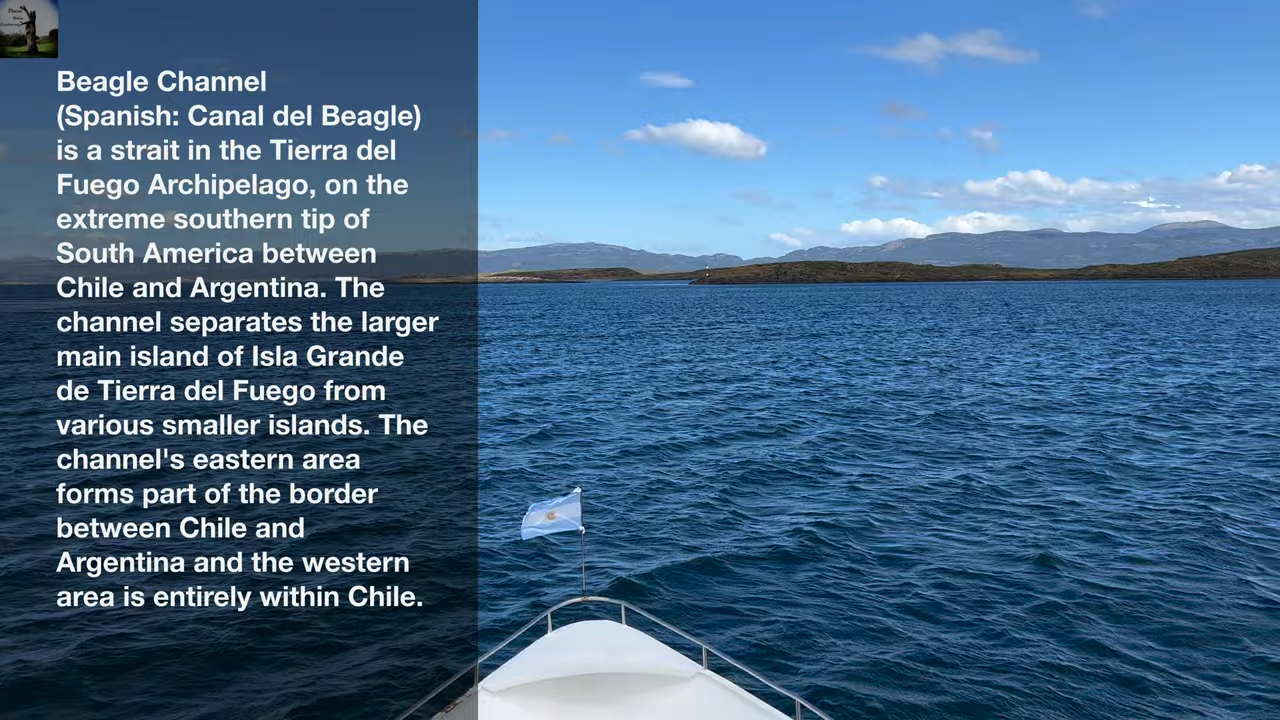 Beagle Channel
(Spanish: Canal del Beagle)
is a strait in the Tierra del
Fuego Archipelago, on the
extreme southern tip of
South America between
Chile and Argentina. The
channel separates the larger
main island of Isla Grande
de Tierra del Fuego from
various smaller islands. The
channel's eastern area
forms part of the border
between Chile and
Argentina and the western
area is entirely within Chile.